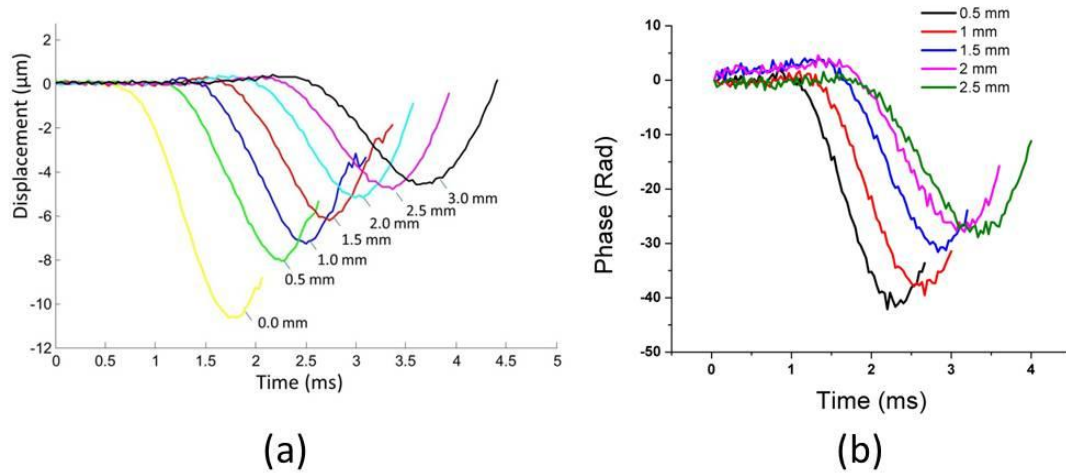 2
0
-2
-4
-6
-8
-10
-12
Displacement (µm)
0.0 mm
0.5 mm
1.0 mm
1.5 mm
2.0 mm
2.5 mm
3.0 mm
0 0.5 1 1.5 2 2.5 3 3.5 4 4.5 5
Time (ms)
(a)
10
0
-10
-20
-30
-40
-50
Phase (Rad)
0.5 mm
1 mm
1.5 mm
2 mm
2.5 mm
0 1 2 3 4
Time (ms)
(b)